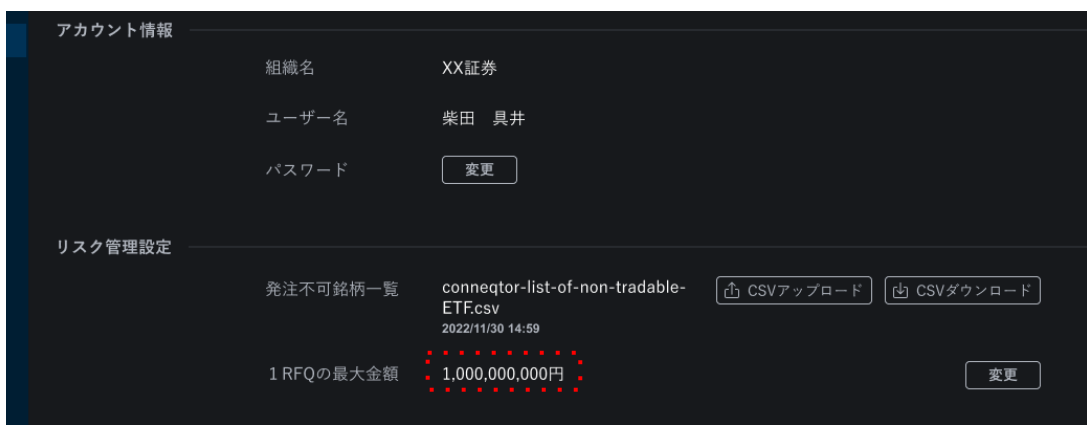 アカウント情報
組織名 XX証券
ユーザー名 柴田　具井
パスワード 変更
リスク管理設定
発注不可銘柄一覧 conneqtor-list-of-non-tradable-ETF.csv CSVアップロード CSVダウンロード
2022/11/30 14:59
1 RFQの最大金額 1,000,000,000円 変更